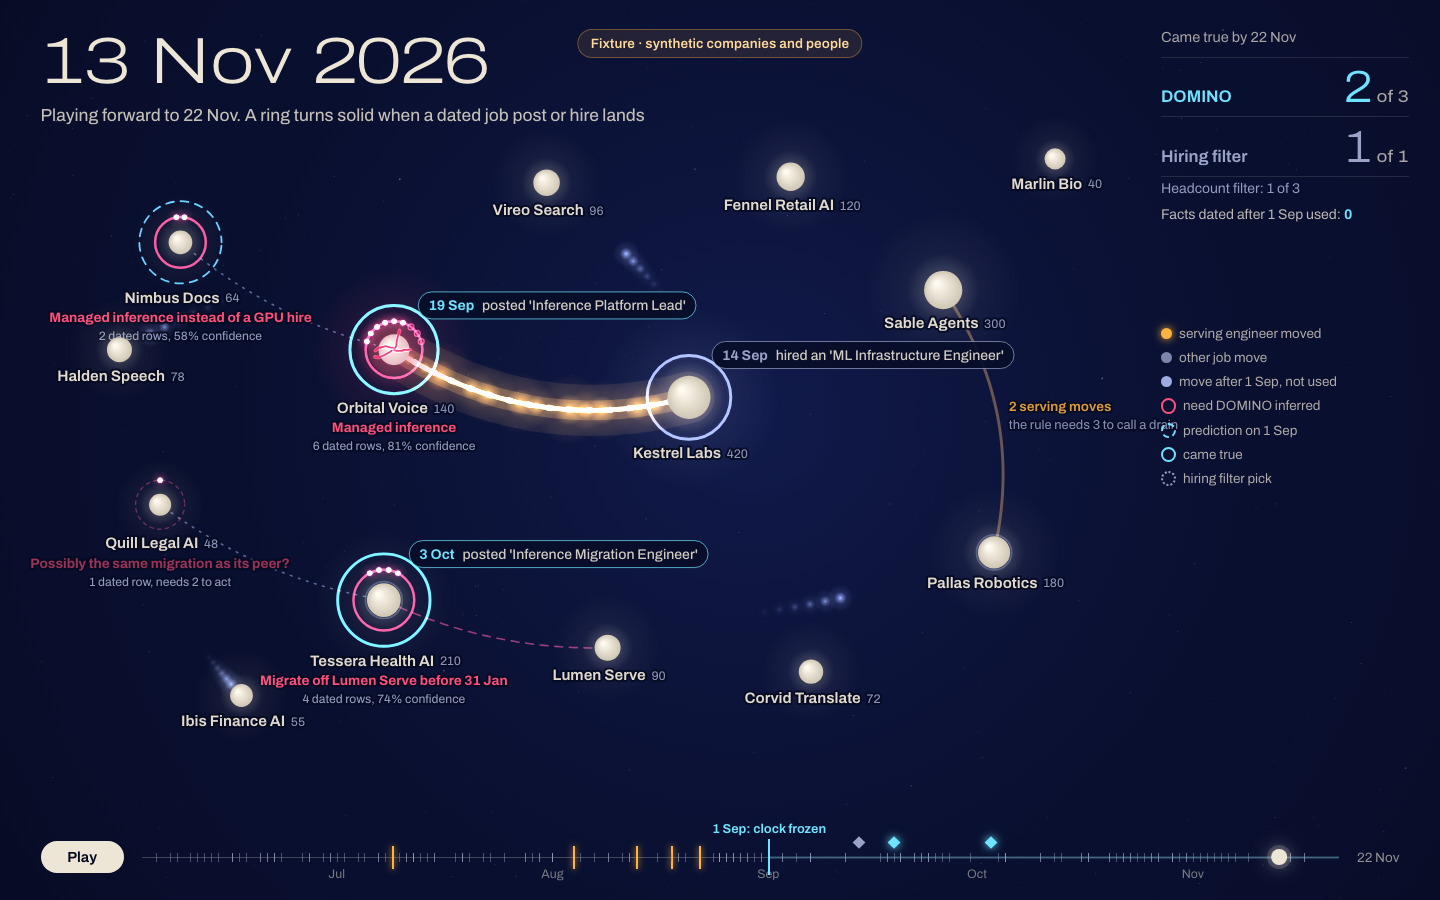 13 Nov 2026
Fixture · synthetic companies and people
Playing forward to 22 Nov. A ring turns solid when a dated job post or hire lands
Came true by 22 Nov
DOMINO 2 of 3
Hiring filter 1 of 1
Headcount filter: 1 of 3
Facts dated after 1 Sep used: 0
Vireo Search 96
Fennel Retail AI 120
Marlin Bio 40
Nimbus Docs 64
Managed inference instead of a GPU hire
2 dated rows, 58% confidence
Halden Speech 78
19 Sep posted 'Inference Platform Lead'
Sable Agents 300
14 Sep hired an 'ML Infrastructure Engineer'
Orbital Voice 140
Managed inference
6 dated rows, 81% confidence
Kestrel Labs 420
2 serving moves
the rule needs 3 to call a drain
serving engineer moved
other job move
move after 1 Sep, not used
need DOMINO inferred
prediction on 1 Sep
came true
hiring filter pick
Quill Legal AI 48
Possibly the same migration as its peer?
1 dated row, needs 2 to act
3 Oct posted 'Inference Migration Engineer'
Pallas Robotics 180
Tessera Health AI 210
Migrate off Lumen Serve before 31 Jan
4 dated rows, 74% confidence
Lumen Serve 90
Corvid Translate 72
Ibis Finance AI 55
1 Sep: clock frozen
Play
22 Nov
Jul
Aug
Sep
Oct
Nov